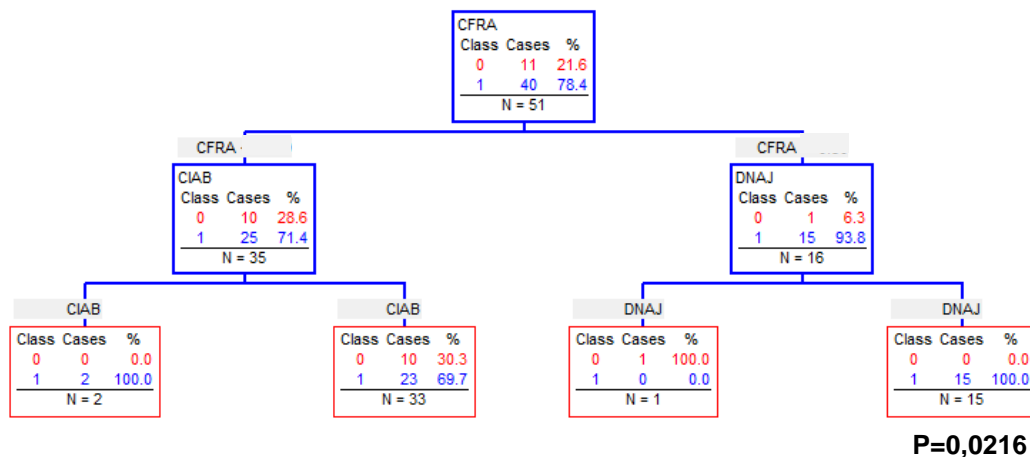 CFRA
Class Cases %
0 11 21.6
1 40 78.4
N = 51
CFRA
CFRA
CIAB
Class Cases %
0 10 28.6
1 25 71.4
N = 35
DNAJ
Class Cases %
0 1 6.3
1 15 93.8
N = 16
CIAB
CIAB
DNAJ
DNAJ
Class Cases %
0 0 0.0
1 2 100.0
N = 2
Class Cases %
0 10 30.3
1 23 69.7
N = 33
Class Cases %
0 1 100.0
1 0 0.0
N = 1
Class Cases %
0 0 0.0
1 15 100.0
N = 15
P=0,0216